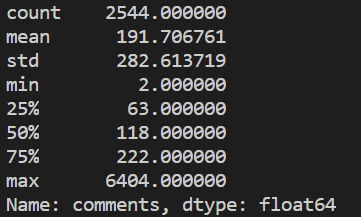 count    2544.000000
mean      191.706761
std       282.613719
min         2.000000
25%        63.000000
50%       118.000000
75%       222.000000
max      6404.000000
Name: comments, dtype: float64